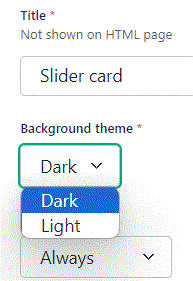 Title *
Not shown on HTML page
Slider card
Background theme *
Dark
Dark
Light
Always